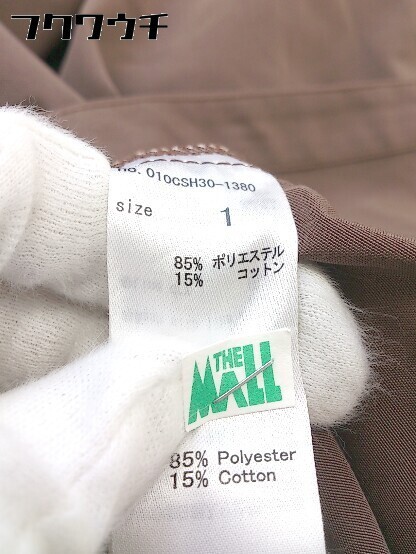 フクワウチ
no. 010CSH30-1380
size 1
85% ポリエステル
15% コットン
THE
MALL
85% Polyester
15% Cotton